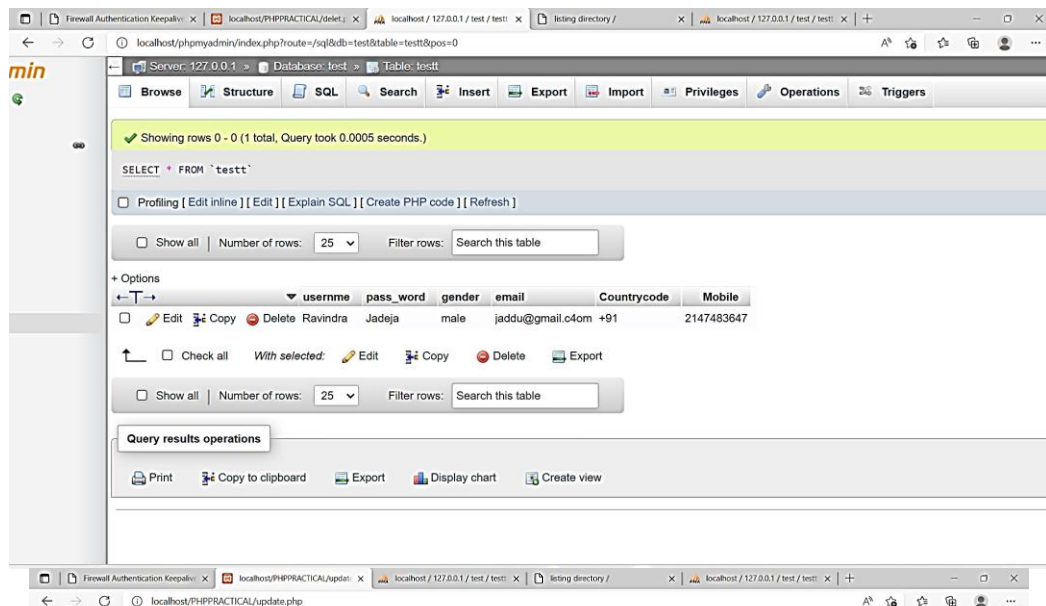 Firewall Authentication Keepaliv localhost/PHPPRACTICAL/delet.p localhost / 127.0.0.1 / test / test listing directory / localhost / 127.0.0.1 / test / testt
localhost/phpmyadmin/index.php?route=/sql&db=test&table=testt&pos=0
min
Server: 127.0.0.1 » Database: test » Table: testt
Browse Structure SQL Search Insert Export Import Privileges Operations Triggers
Showing rows 0 - 0 (1 total, Query took 0.0005 seconds.)
SELECT * FROM `testt`
Profiling [ Edit inline ] [ Edit ] [ Explain SQL ] [ Create PHP code ] [ Refresh ]
Show all | Number of rows: 25 Filter rows: Search this table
+ Options
←T→ usernme pass_word gender email Countrycode Mobile
Edit Copy Delete Ravindra Jadeja male jaddu@gmail.c4om +91 2147483647
Check all With selected: Edit Copy Delete Export
Show all | Number of rows: 25 Filter rows: Search this table
Query results operations
Print Copy to clipboard Export Display chart Create view
Firewall Authentication Keepaliv localhost/PHPPRACTICAL/updat localhost / 127.0.0.1 / test / test listing directory / localhost / 127.0.0.1 / test / testt
localhost/PHPPRACTICAL/update.php